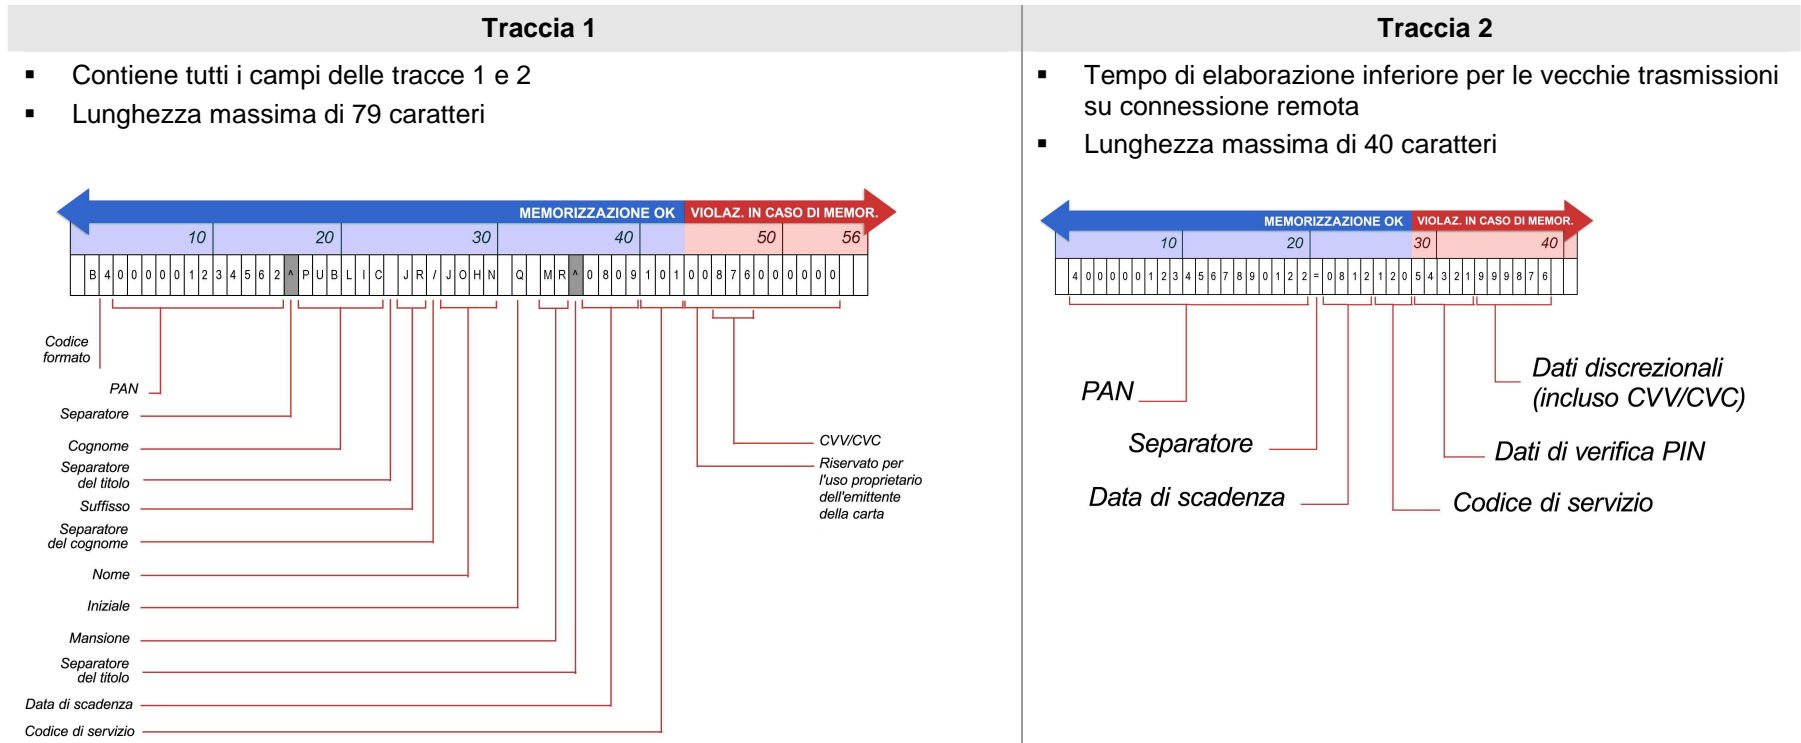 Traccia 1
▪ Contiene tutti i campi delle tracce 1 e 2
▪ Lunghezza massima di 79 caratteri
MEMORIZZAZIONE OK VIOLAZ. IN CASO DI MEMOR.
10 20 30 40 50 56
B 4 0 0 0 0 0 1 2 3 4 5 6 2 ^ P U B L I C J R / J O H N Q M R ^ 0 8 0 9 1 0 1 0 0 8 7 6 0 0 0 0 0 0
Codice
formato
PAN
Separatore
Cognome
Separatore
del titolo
Suffisso
Separatore
del cognome
Nome
Iniziale
Mansione
Separatore
del titolo
Data di scadenza
Codice di servizio
CVV/CVC
Riservato per
l'uso proprietario
dell'emittente
della carta
Traccia 2
▪ Tempo di elaborazione inferiore per le vecchie trasmissioni
su connessione remota
▪ Lunghezza massima di 40 caratteri
MEMORIZZAZIONE OK VIOLAZ. IN CASO DI MEMOR.
10 20 30 40
4 0 0 0 0 0 1 2 3 4 5 6 7 8 9 0 1 2 2 = 0 8 1 2 1 2 0 5 4 3 2 1 9 9 9 8 7 6
PAN
Separatore
Data di scadenza
Dati discrezionali
(incluso CVV/CVC)
Dati di verifica PIN
Codice di servizio